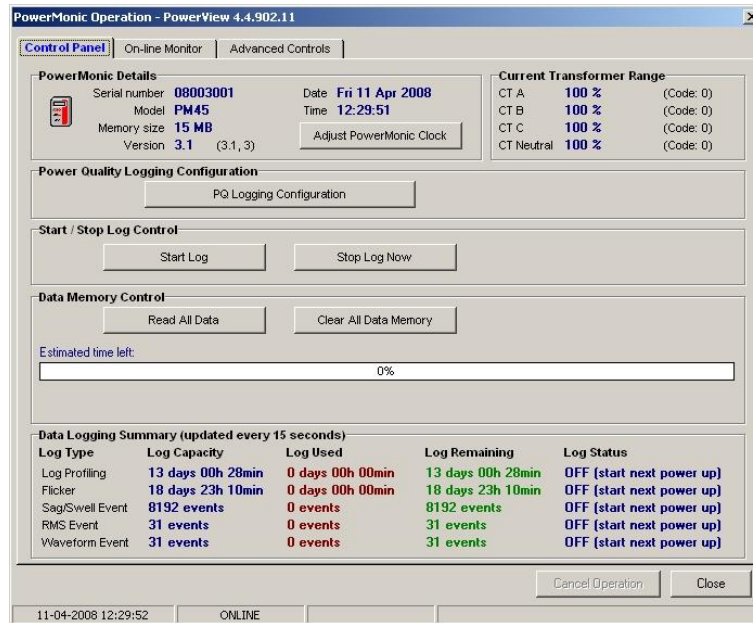 PowerMonic Operation - PowerView 4.4.902.11
Control Panel On-line Monitor Advanced Controls
PowerMonic Details
Serial number 08003001 Date Fri 11 Apr 2008
Model PM45 Time 12:29:51
Memory size 15 MB
Adjust PowerMonic Clock
Version 3.1 (3.1, 3)
Current Transformer Range
CT A 100 % (Code: 0)
CT B 100 % (Code: 0)
CT C 100 % (Code: 0)
CT Neutral 100 % (Code: 0)
Power Quality Logging Configuration
PQ Logging Configuration
Start / Stop Log Control
Start Log Stop Log Now
Data Memory Control
Read All Data Clear All Data Memory
Estimated time left:
0%
Data Logging Summary (updated every 15 seconds)
Log Type Log Capacity Log Used Log Remaining Log Status
Log Profiling 13 days 00h 28min 0 days 00h 00min 13 days 00h 28min OFF (start next power up)
Flicker 18 days 23h 10min 0 days 00h 00min 18 days 23h 10min OFF (start next power up)
Sag/Swell Event 8192 events 0 events 8192 events OFF (start next power up)
RMS Event 31 events 0 events 31 events OFF (start next power up)
Waveform Event 31 events 0 events 31 events OFF (start next power up)
Cancel Operation Close
11-04-2008 12:29:52 ONLINE